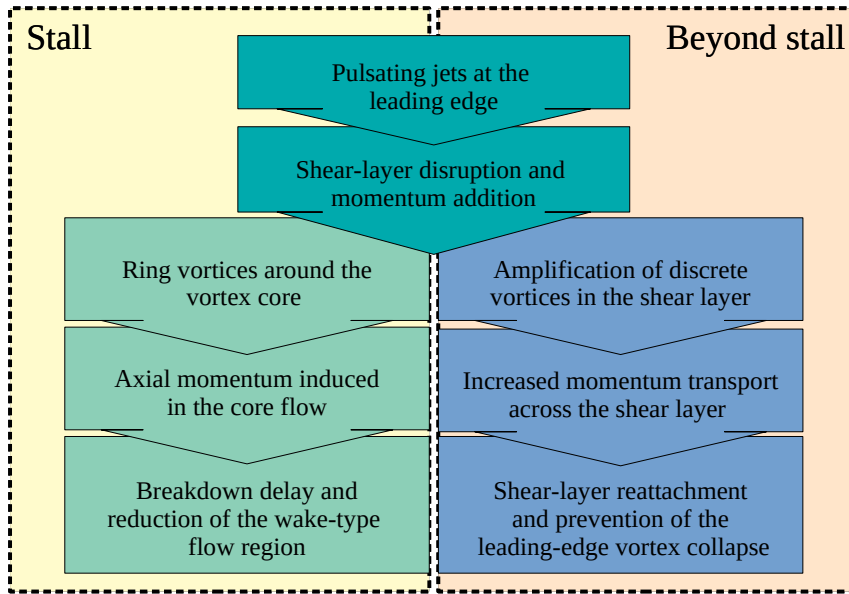 Stall
Beyond stall
Pulsating jets at the
leading edge
Shear-layer disruption and
momentum addition
Ring vortices around the
vortex core
Axial momentum induced
in the core flow
Breakdown delay and
reduction of the wake-type
flow region
Amplification of discrete
vortices in the shear layer
Increased momentum transport
across the shear layer
Shear-layer reattachment
and prevention of the
leading-edge vortex collapse